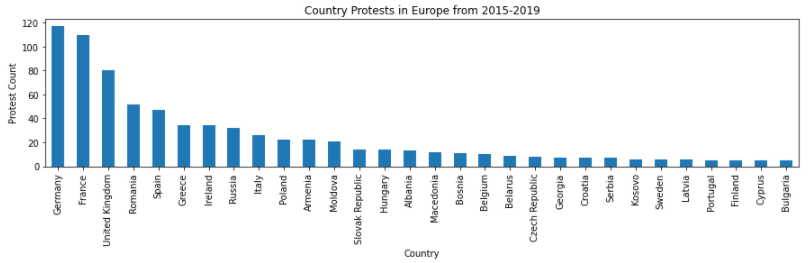 Country Protests in Europe from 2015-2019
Protest Count
120
100
80
60
40
20
0
Germany
France
United Kingdom
Romania
Spain
Greece
Ireland
Russia
Italy
Poland
Armenia
Moldova
Slovak Republic
Hungary
Albania
Macedonia
Bosnia
Belgium
Belarus
Czech Republic
Georgia
Croatia
Serbia
Kosovo
Sweden
Latvia
Portugal
Finland
Cyprus
Bulgaria
Country